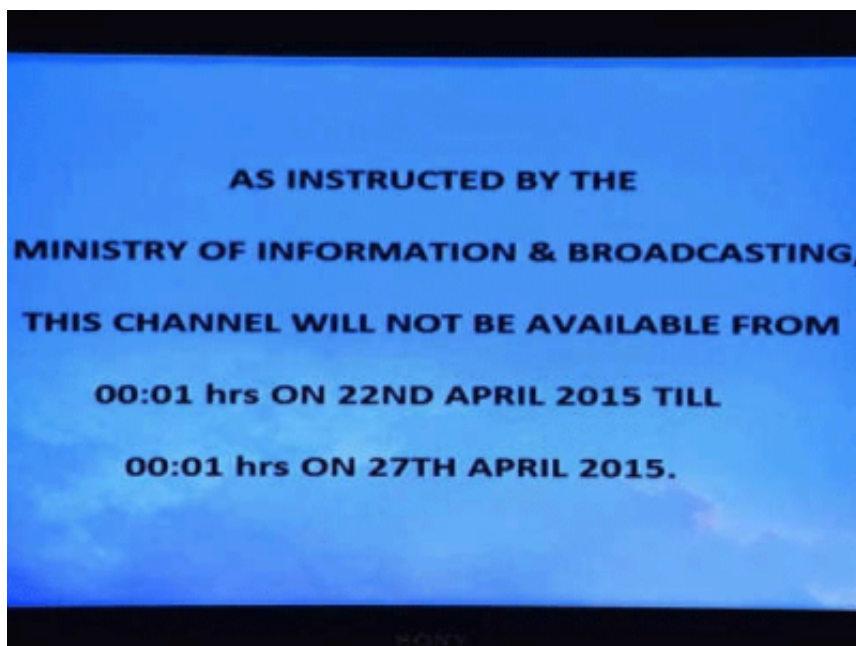 AS INSTRUCTED BY THE
MINISTRY OF INFORMATION & BROADCASTING,
THIS CHANNEL WILL NOT BE AVAILABLE FROM
00:01 hrs ON 22ND APRIL 2015 TILL
00:01 hrs ON 27TH APRIL 2015.
SONY